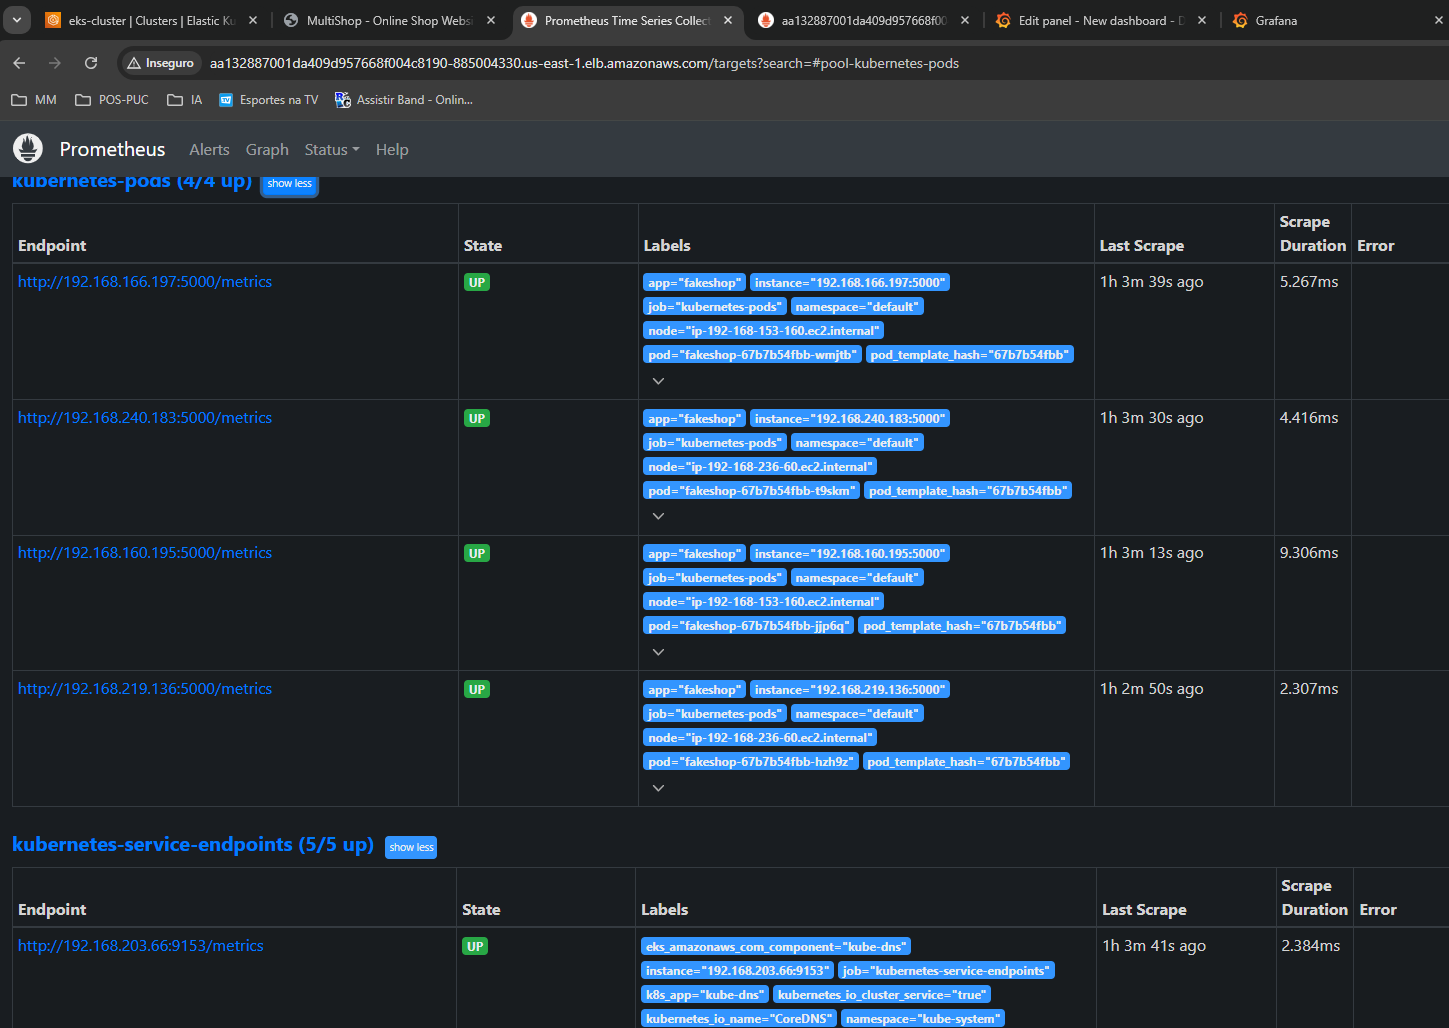 eks-cluster | Clusters | Elastic Ku
MultiShop - Online Shop Websi
Prometheus Time Series Collect
aa132887001da409d957668f00
Edit panel - New dashboard - D
Grafana
Inseguro aa132887001da409d957668f004c8190-885004330.us-east-1.elb.amazonaws.com/targets?search=#pool-kubernetes-pods
MM POS-PUC IA Esportes na TV Assistir Band - Onlin...
Prometheus Alerts Graph Status Help
kubernetes-pods (4/4 up) show less
Endpoint State Labels Last Scrape Scrape Duration Error
http://192.168.166.197:5000/metrics UP app="fakeshop" instance="192.168.166.197:5000" 1h 3m 39s ago 5.267ms
job="kubernetes-pods" namespace="default"
node="ip-192-168-153-160.ec2.internal"
pod="fakeshop-67b7b54fbb-wmjtb" pod_template_hash="67b7b54fbb"
http://192.168.240.183:5000/metrics UP app="fakeshop" instance="192.168.240.183:5000" 1h 3m 30s ago 4.416ms
job="kubernetes-pods" namespace="default"
node="ip-192-168-236-60.ec2.internal"
pod="fakeshop-67b7b54fbb-t9skm" pod_template_hash="67b7b54fbb"
http://192.168.160.195:5000/metrics UP app="fakeshop" instance="192.168.160.195:5000" 1h 3m 13s ago 9.306ms
job="kubernetes-pods" namespace="default"
node="ip-192-168-153-160.ec2.internal"
pod="fakeshop-67b7b54fbb-jjp6q" pod_template_hash="67b7b54fbb"
http://192.168.219.136:5000/metrics UP app="fakeshop" instance="192.168.219.136:5000" 1h 2m 50s ago 2.307ms
job="kubernetes-pods" namespace="default"
node="ip-192-168-236-60.ec2.internal"
pod="fakeshop-67b7b54fbb-hzh9z" pod_template_hash="67b7b54fbb"
kubernetes-service-endpoints (5/5 up) show less
Endpoint State Labels Last Scrape Scrape Duration Error
http://192.168.203.66:9153/metrics UP eks_amazonaws_com_component="kube-dns" 1h 3m 41s ago 2.384ms
instance="192.168.203.66:9153" job="kubernetes-service-endpoints"
k8s_app="kube-dns" kubernetes_io_cluster_service="true"
kubernetes_io_name="CoreDNS" namespace="kube-system"